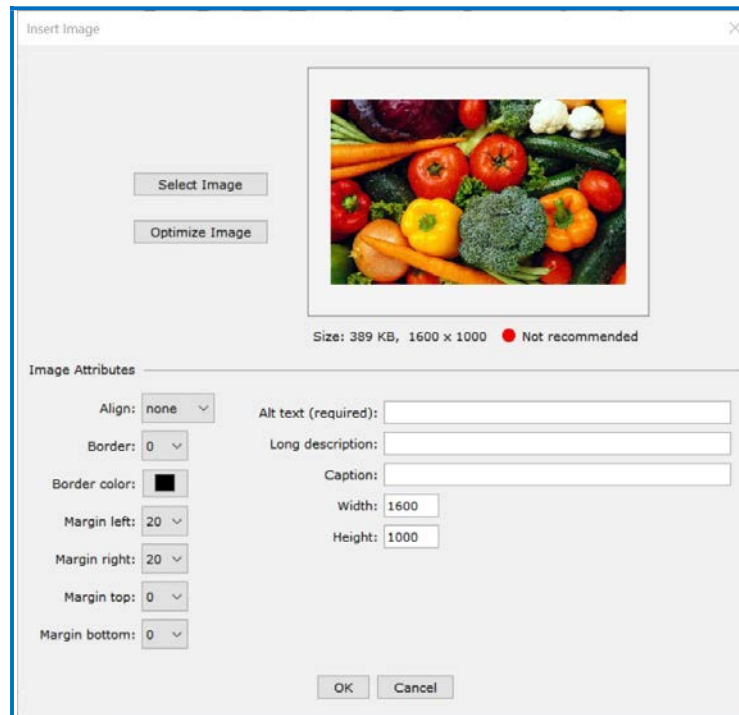 Insert Image
Select Image
Optimize Image
Size: 389 KB, 1600 x 1000 Not recommended
Image Attributes
Align: none
Border: 0
Border color:
Margin left: 20
Margin right: 20
Margin top: 0
Margin bottom: 0
Alt text (required):
Long description:
Caption:
Width: 1600
Height: 1000
OK Cancel